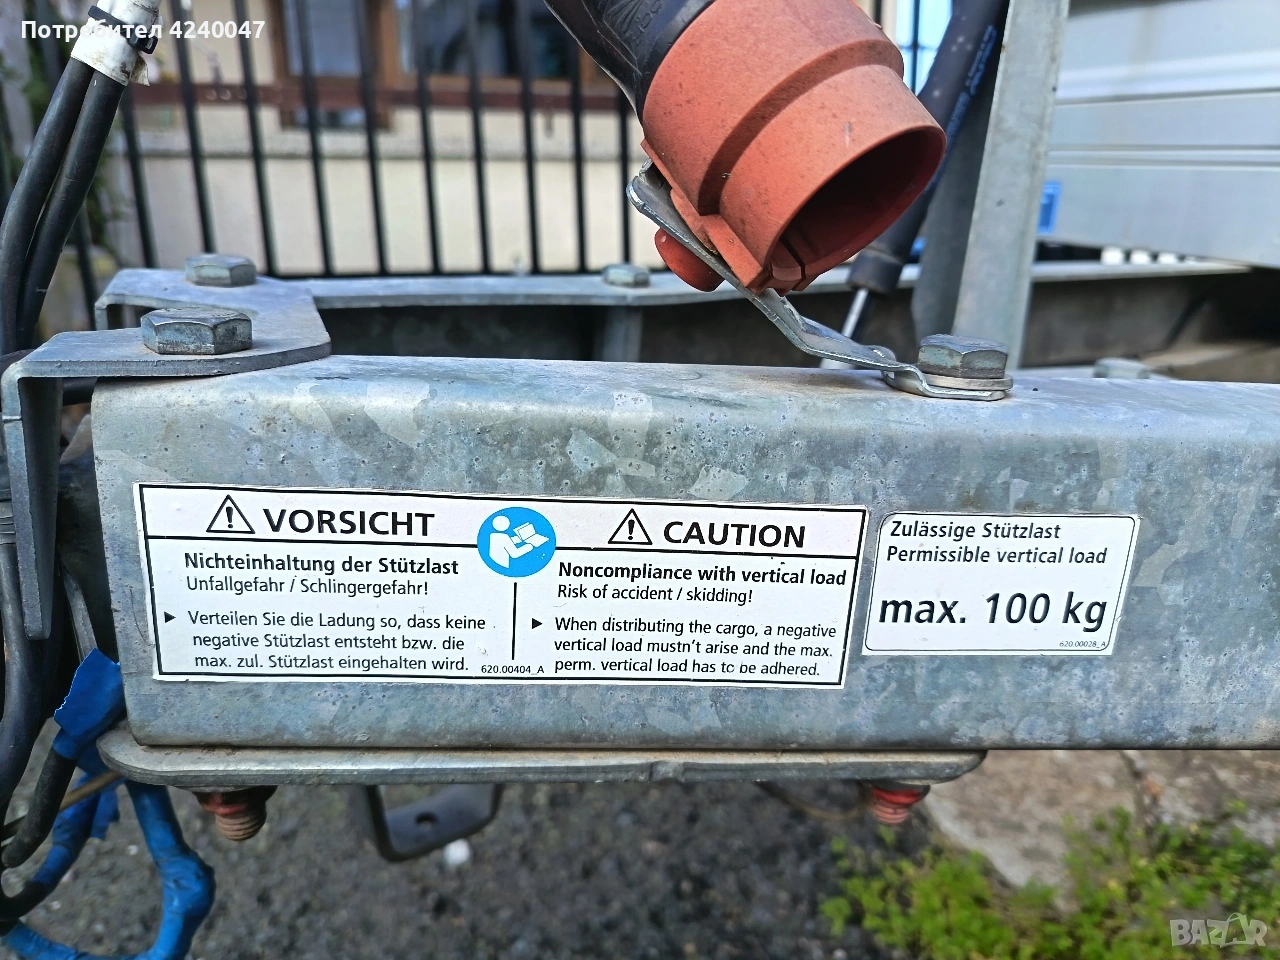 Потребител 4240047
VORSICHT
Nichteinhaltung der Stützlast
Unfallgefahr / Schlingergefahr!
Verteilen Sie die Ladung so, dass keine
negative Stützlast entsteht bzw. die
max. zul. Stützlast eingehalten wird.
620.00404_A
CAUTION
Noncompliance with vertical load
Risk of accident / skidding!
When distributing the cargo, a negative
vertical load mustn't arise and the max.
perm. vertical load has to be adhered.
Zulässige Stützlast
Permissible vertical load
max. 100 kg
620.00028_A
BAZAR